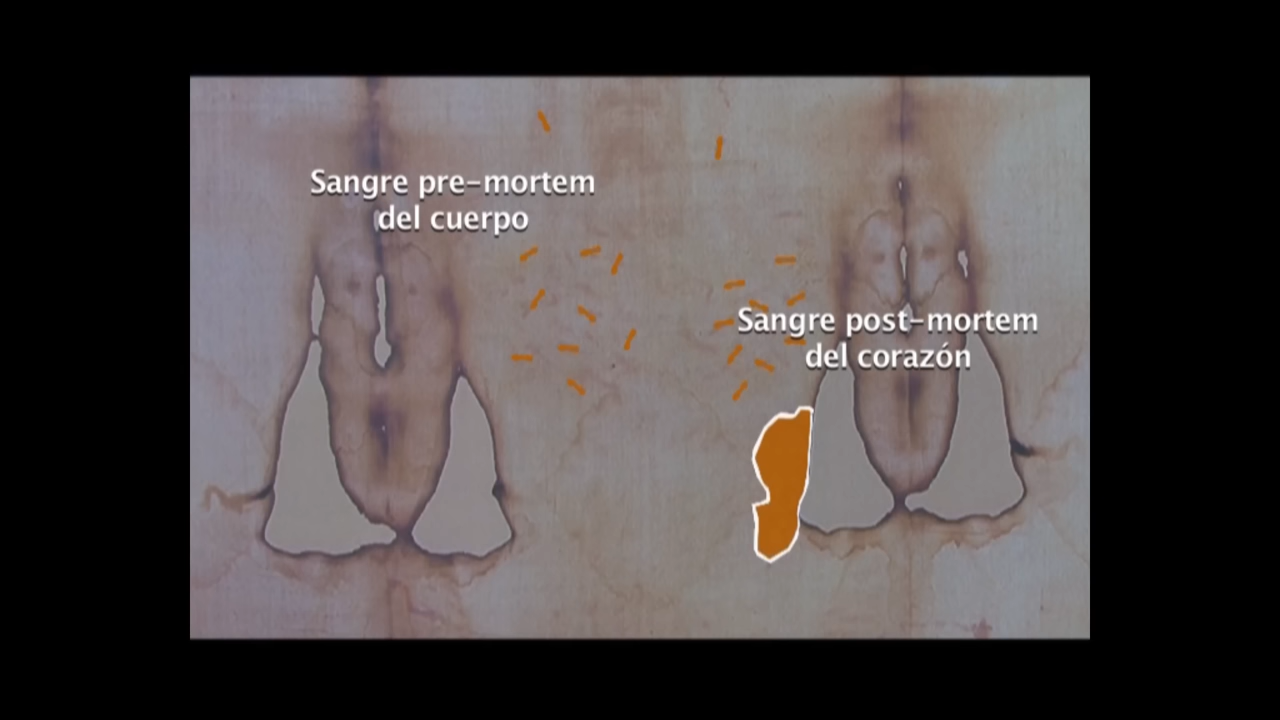 Sangre pre-mortem
del cuerpo
Sangre post-mortem
del corazón